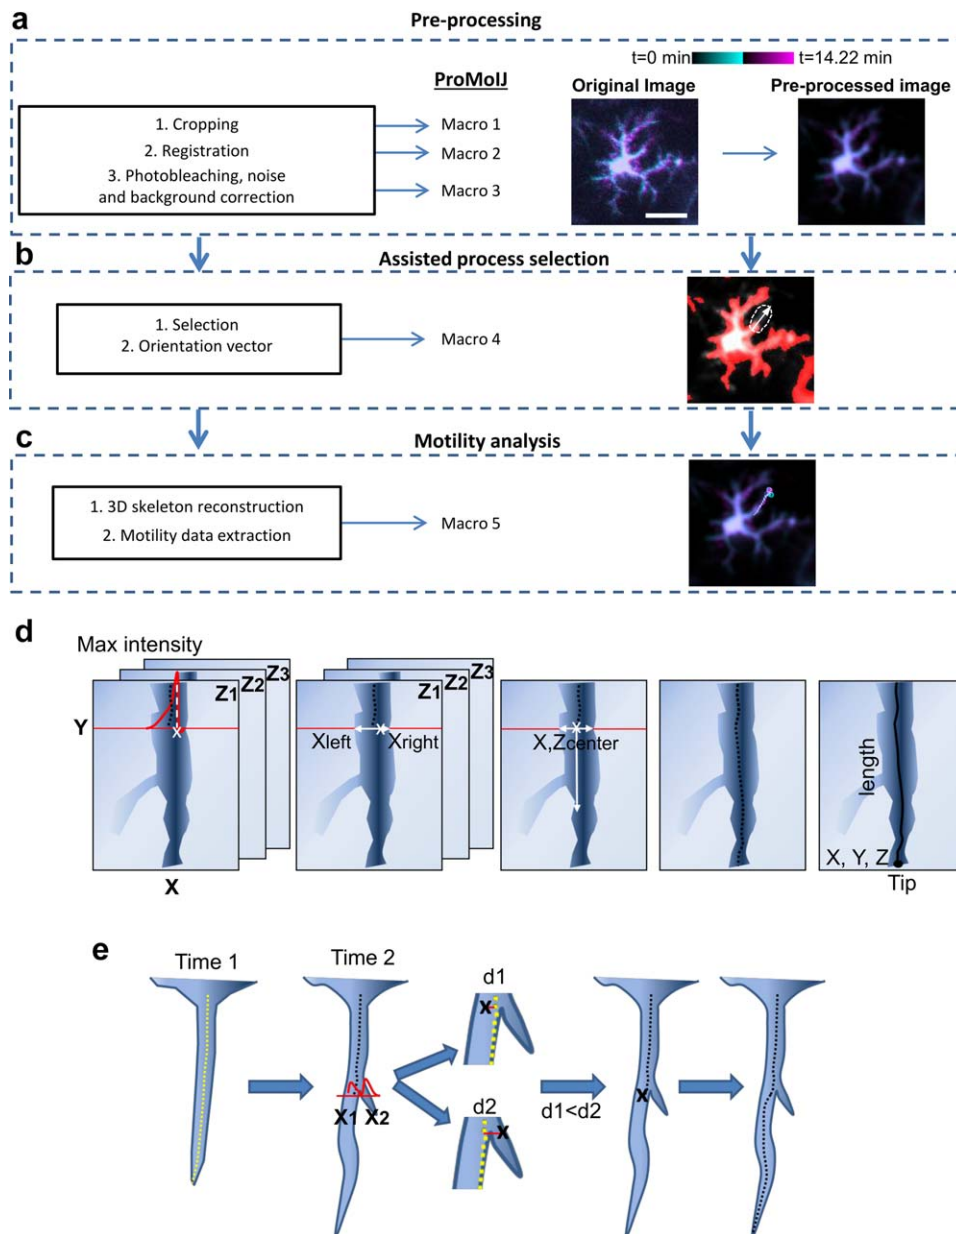 a
Pre-processing
t=0 min
t=14.22 min
ProMoIJ
Original Image
Pre-processed image
1. Cropping
Macro 1
2. Registration
Macro 2
3. Photobleaching, noise
and background correction
Macro 3
b
Assisted process selection
1. Selection
2. Orientation vector
Macro 4
c
Motility analysis
1. 3D skeleton reconstruction
2. Motility data extraction
Macro 5
d
Max intensity
Z1
Z2
Z3
Y
X
X
Z1
Z2
Z3
Xleft
Xright
X
X,Zcenter
X
length
X, Y, Z
Tip
e
Time 1
Time 2
X1
X2
d1
X
d2
X
d1<d2
X